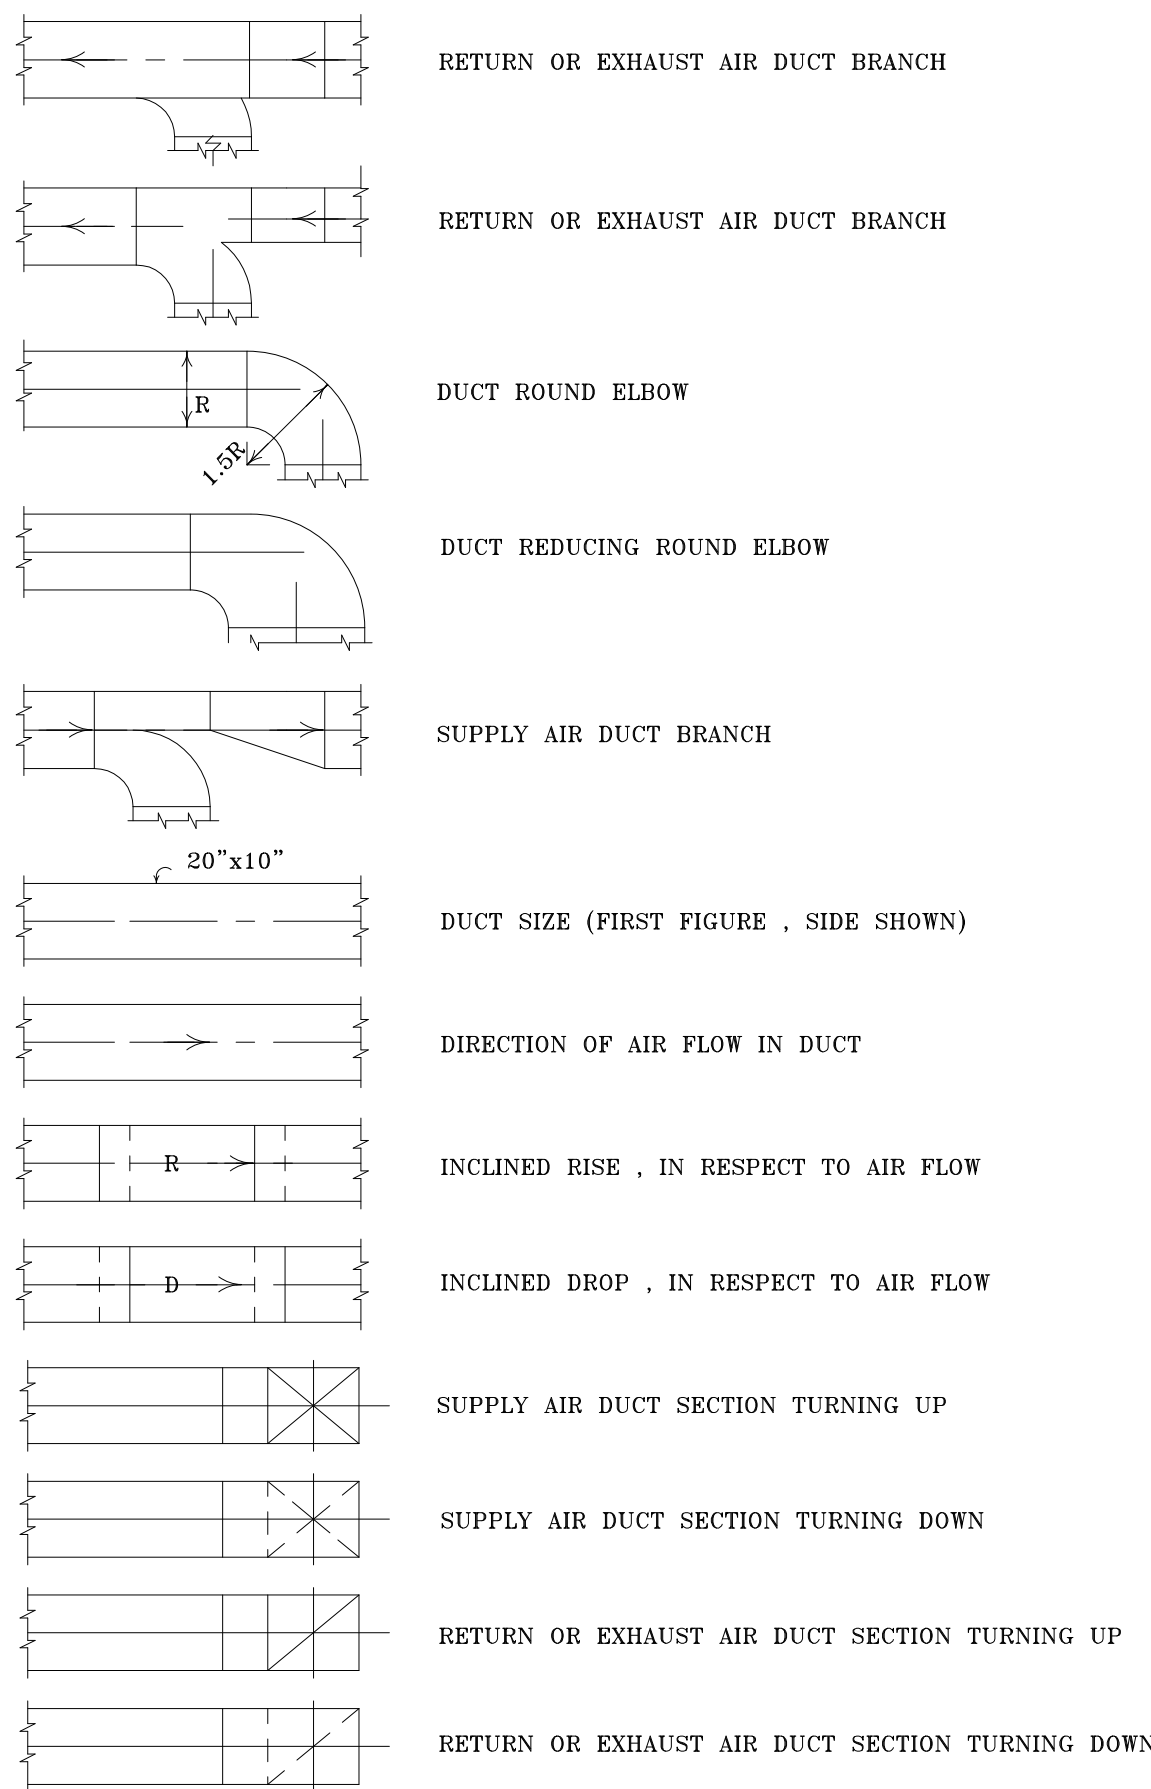 RETURN OR EXHAUST AIR DUCT BRANCH
RETURN OR EXHAUST AIR DUCT BRANCH
R
1.5R
DUCT ROUND ELBOW
DUCT REDUCING ROUND ELBOW
SUPPLY AIR DUCT BRANCH
20"x10"
DUCT SIZE (FIRST FIGURE , SIDE SHOWN)
DIRECTION OF AIR FLOW IN DUCT
R
INCLINED RISE , IN RESPECT TO AIR FLOW
D
INCLINED DROP , IN RESPECT TO AIR FLOW
SUPPLY AIR DUCT SECTION TURNING UP
SUPPLY AIR DUCT SECTION TURNING DOWN
RETURN OR EXHAUST AIR DUCT SECTION TURNING UP
RETURN OR EXHAUST AIR DUCT SECTION TURNING DOWN